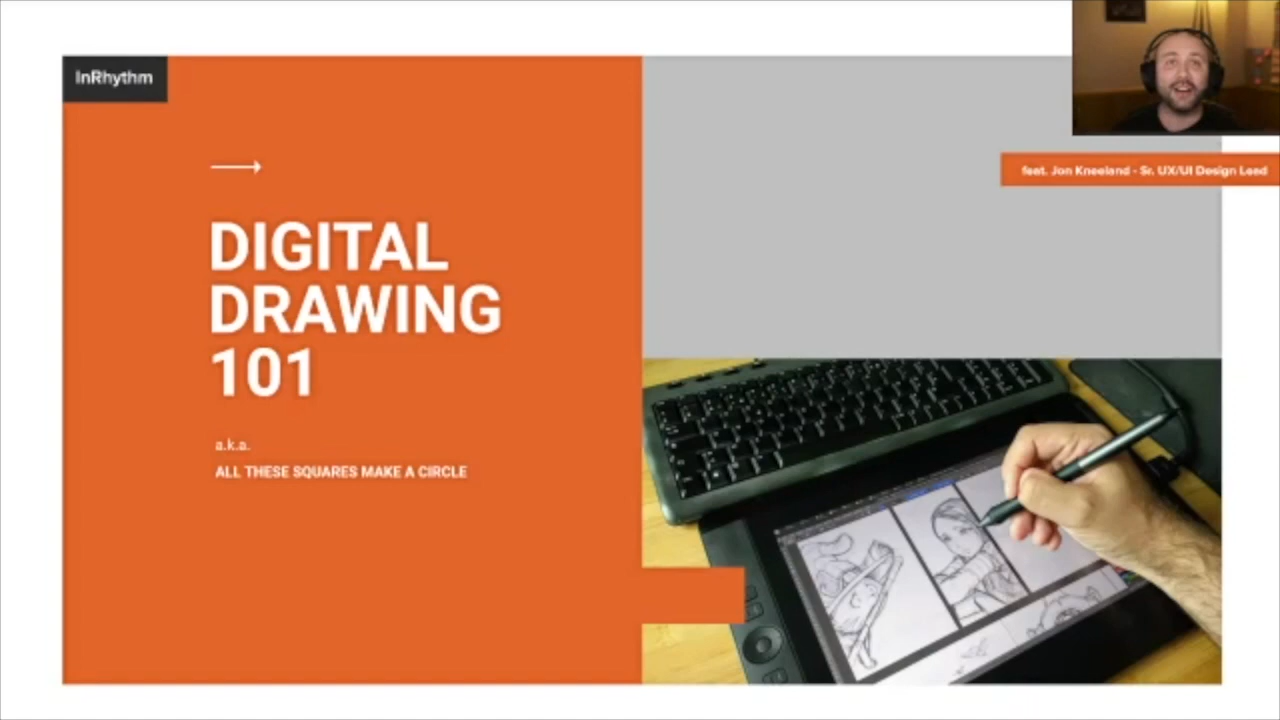 InRhythm
feat. Jon Kneeland - Sr. UX/UI Design Lead
DIGITAL
DRAWING
101
a.k.a.
ALL THESE SQUARES MAKE A CIRCLE